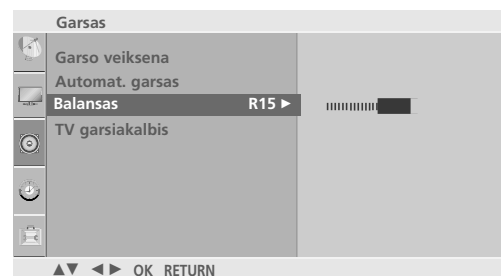 Garsas
Garso veiksena
Automat. garsas
Balansas R15 ►
TV garsiakalbis
▲▼ ◄► OK RETURN